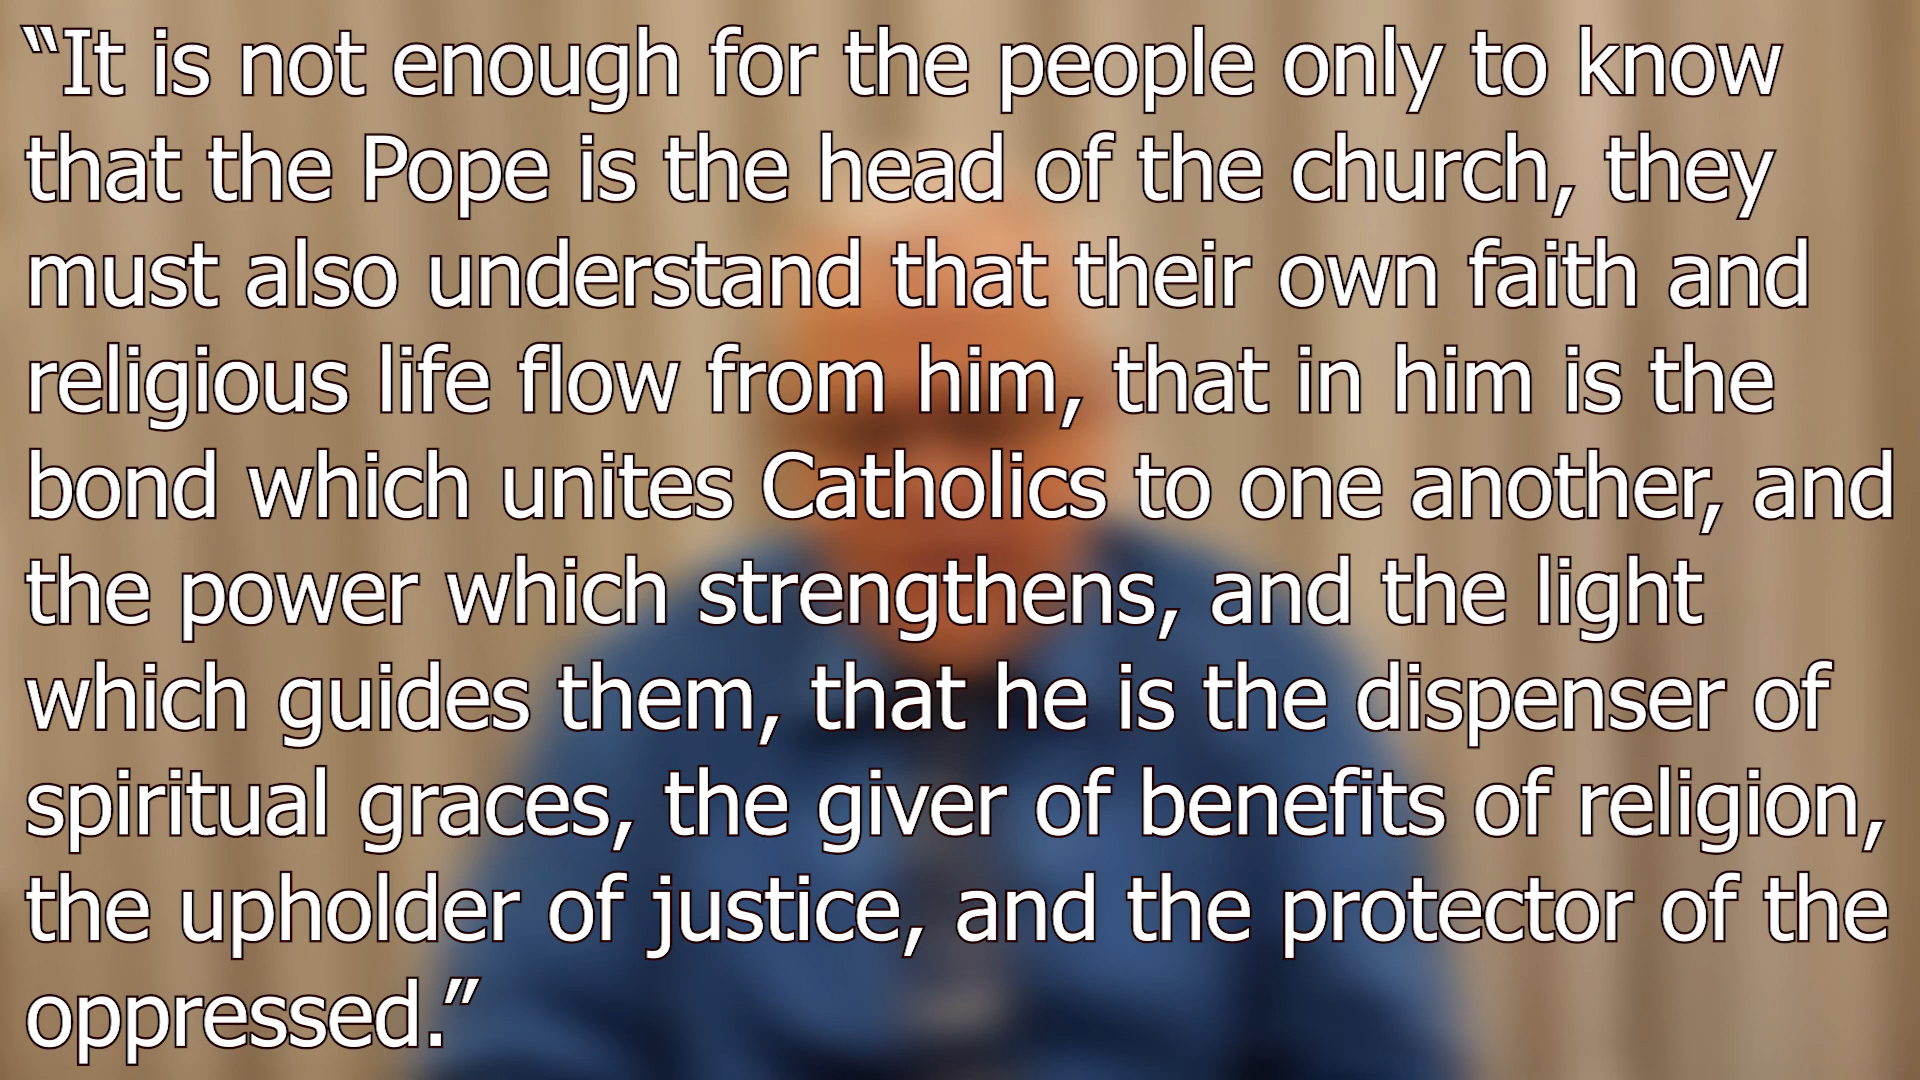 “It is not enough for the people only to know
that the Pope is the head of the church, they
must also understand that their own faith and
religious life flow from him, that in him is the
bond which unites Catholics to one another, and
the power which strengthens, and the light
which guides them, that he is the dispenser of
spiritual graces, the giver of benefits of religion,
the upholder of justice, and the protector of the
oppressed.”